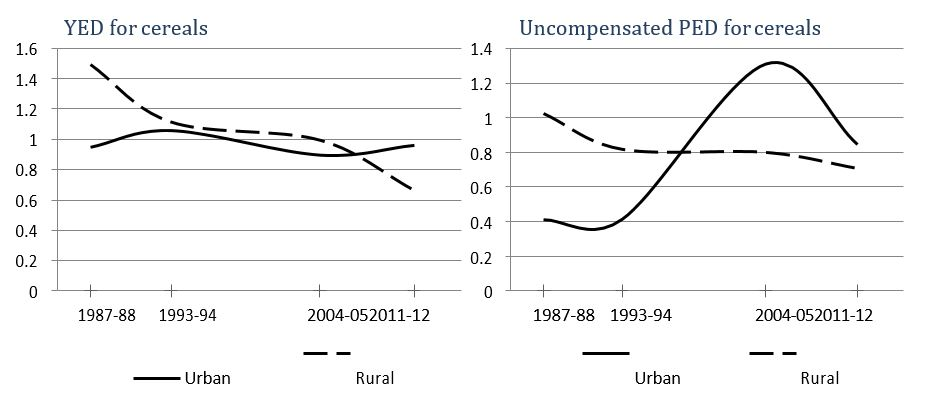 YED for cereals
1.6
1.4
1.2
1
0.8
0.6
0.4
0.2
0
1987-88 1993-94 2004-052011-12
Urban Rural
Uncompensated PED for cereals
1.4
1.2
1
0.8
0.6
0.4
0.2
0
1987-88 1993-94 2004-052011-12
Urban Rural